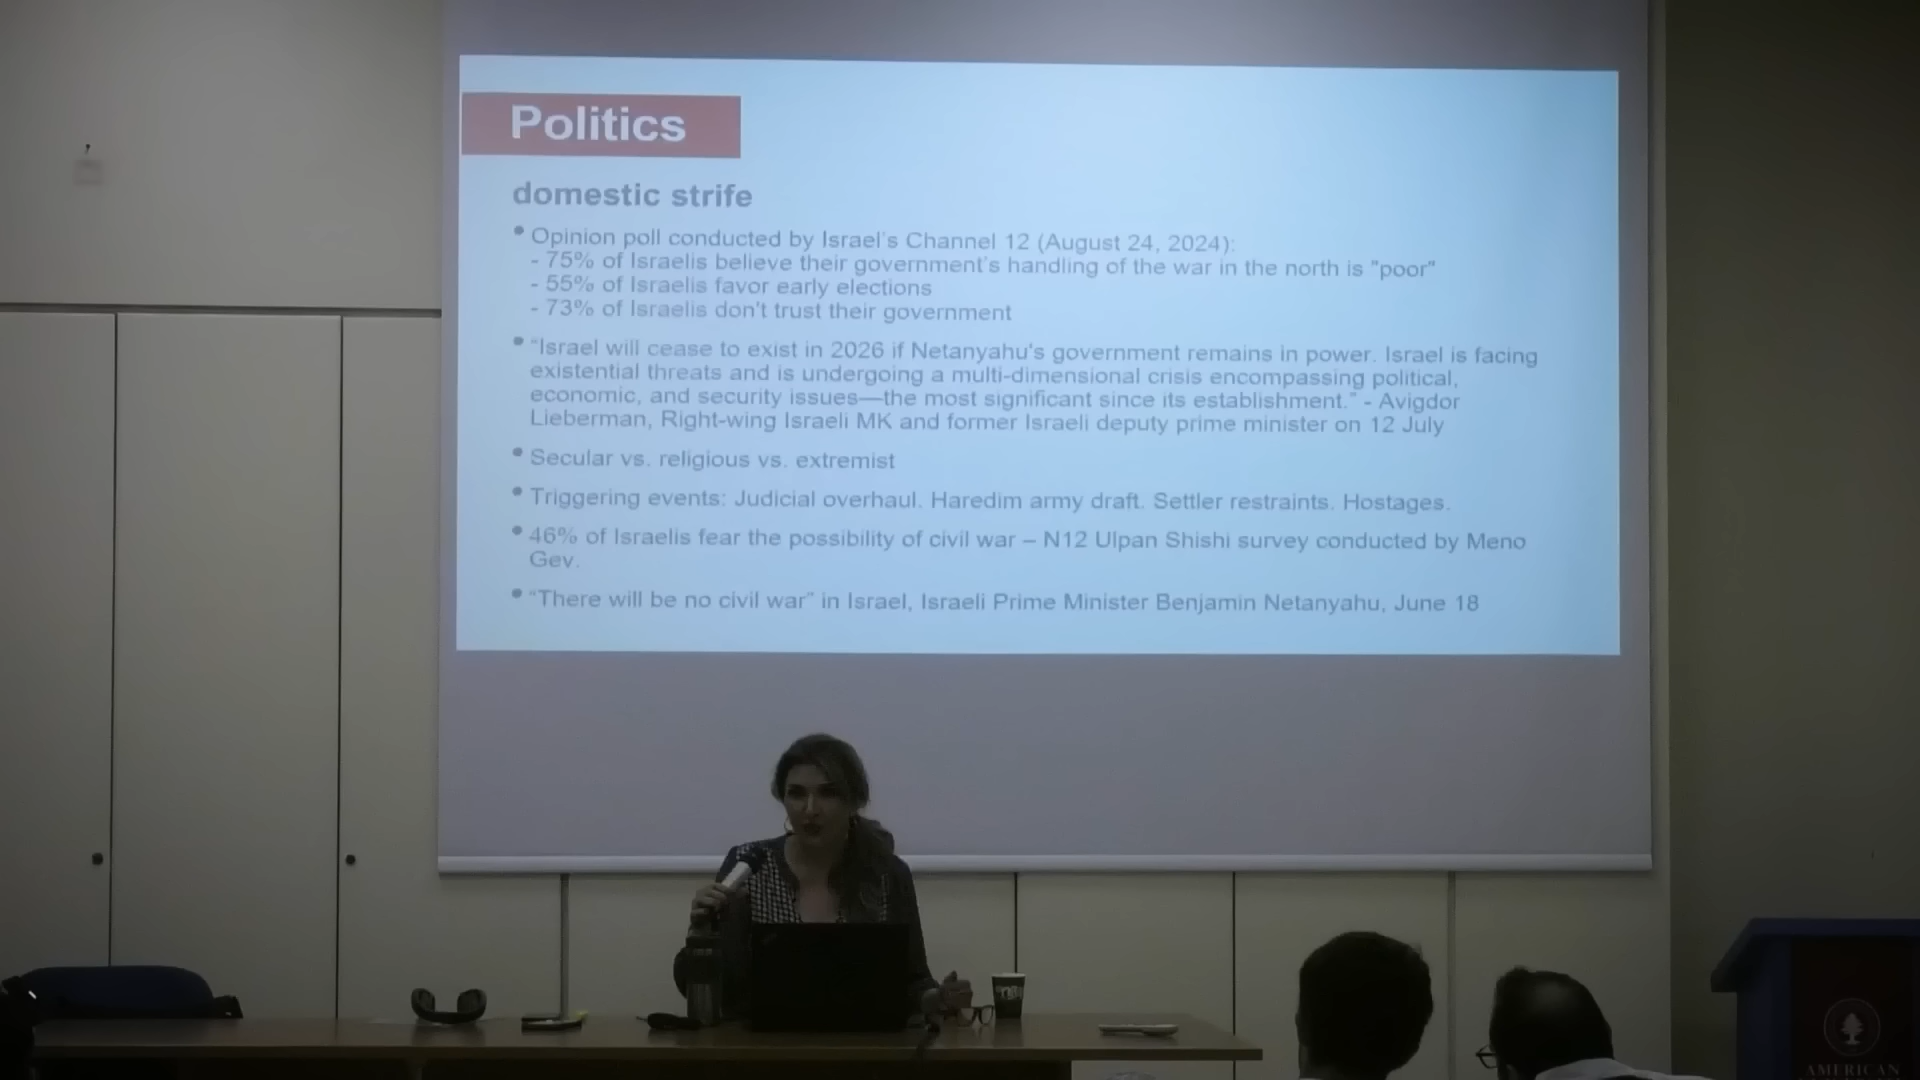 Politics
domestic strife
• Opinion poll conducted by Israel's Channel 12 (August 24, 2024):
- 75% of Israelis believe their government's handling of the war in the north is "poor"
- 55% of Israelis favor early elections
- 73% of Israelis don't trust their government
• "Israel will cease to exist in 2026 if Netanyahu's government remains in power. Israel is facing
existential threats and is undergoing a multi-dimensional crisis encompassing political,
economic, and security issues—the most significant since its establishment." - Avigdor
Lieberman, Right-wing Israeli MK and former Israeli deputy prime minister on 12 July
• Secular vs. religious vs. extremist
• Triggering events: Judicial overhaul. Haredim army draft. Settler restraints. Hostages.
• 46% of Israelis fear the possibility of civil war – N12 Ulpan Shishi survey conducted by Meno
Gev.
• "There will be no civil war" in Israel, Israeli Prime Minister Benjamin Netanyahu, June 18
AMERICAN